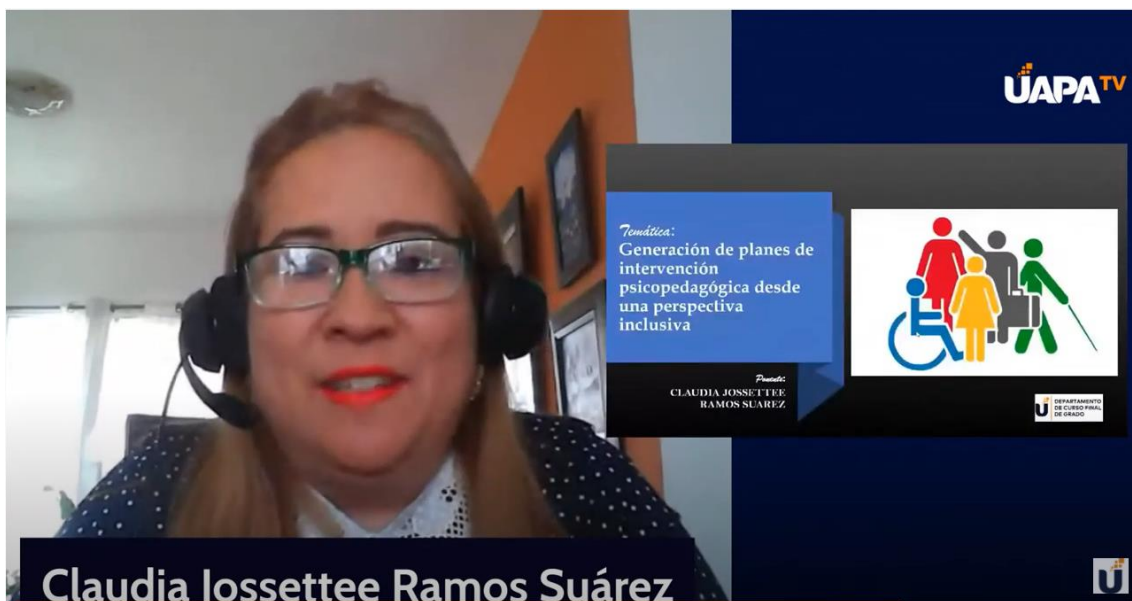 UAPA TV
Temática:
Generación de planes de
intervención
psicopedagógica desde
una perspectiva
inclusiva
Ponente:
CLAUDIA JOSSETTEE
RAMOS SUAREZ
U DEPARTAMENTO
DE CURSO FINAL
DE GRADO
Claudia Jossettee Ramos Suárez
U